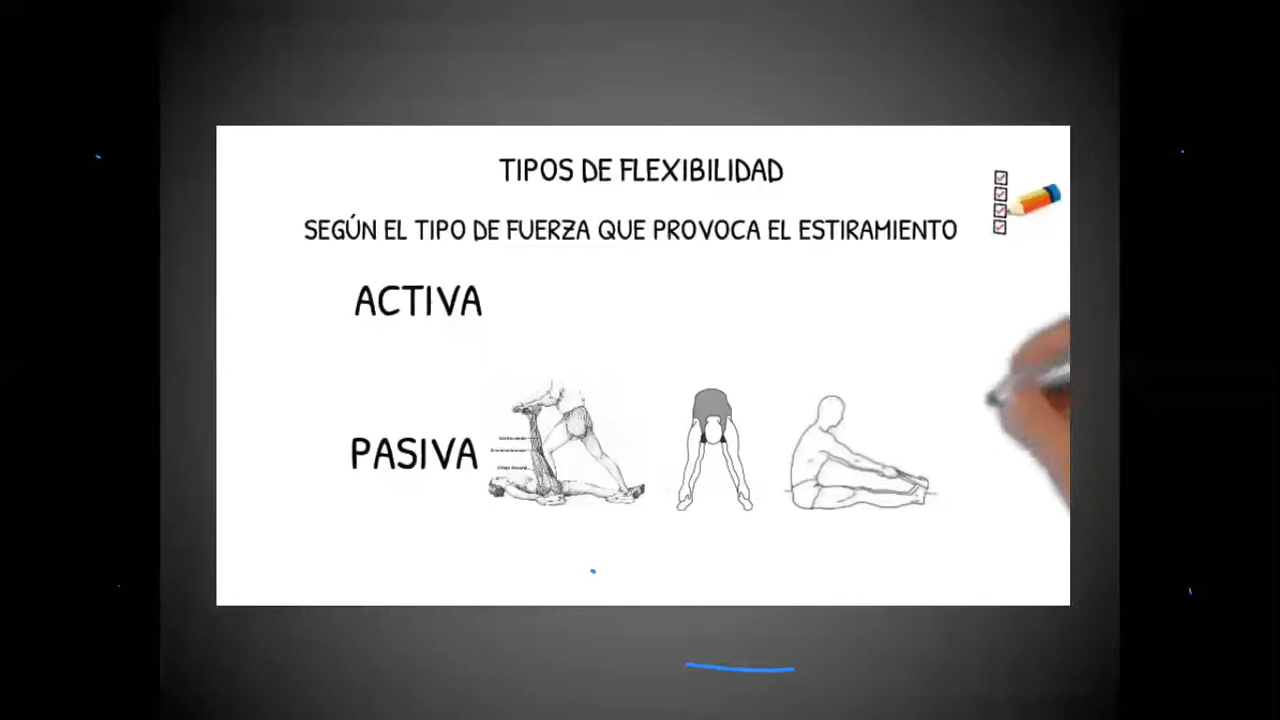 TIPOS DE FLEXIBILIDAD
SEGÚN EL TIPO DE FUERZA QUE PROVOCA EL ESTIRAMIENTO
ACTIVA
PASIVA